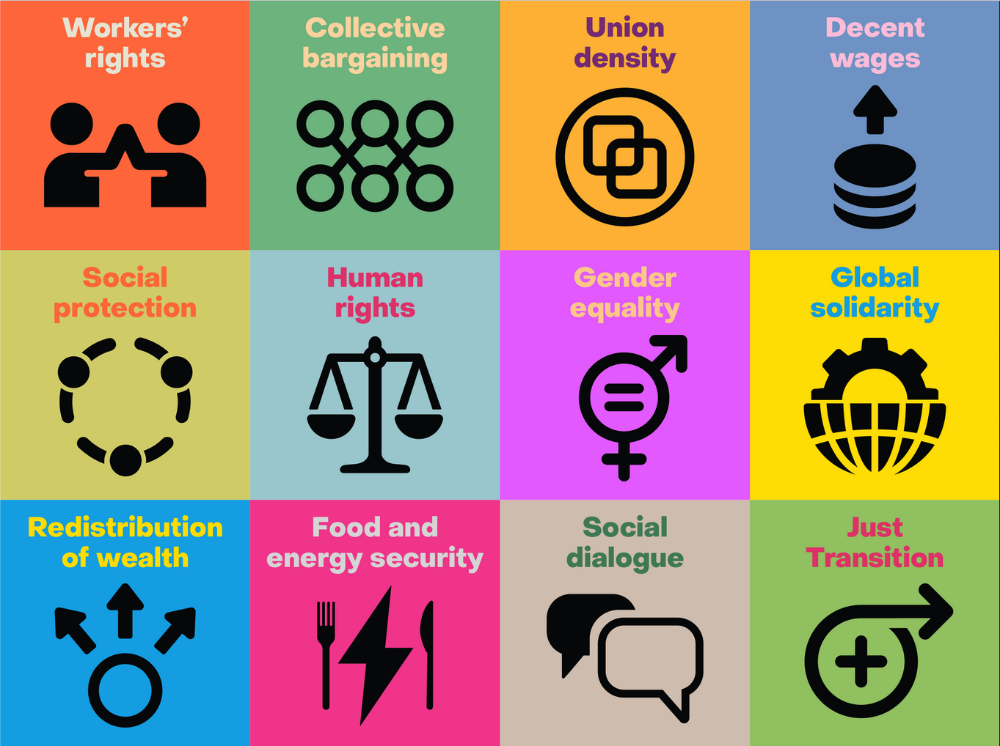 Workers’
rights
Collective
bargaining
Union
density
Decent
wages
Social
protection
Human
rights
Gender
equality
Global
solidarity
Redistribution
of wealth
Food and
energy security
Social
dialogue
Just
Transition